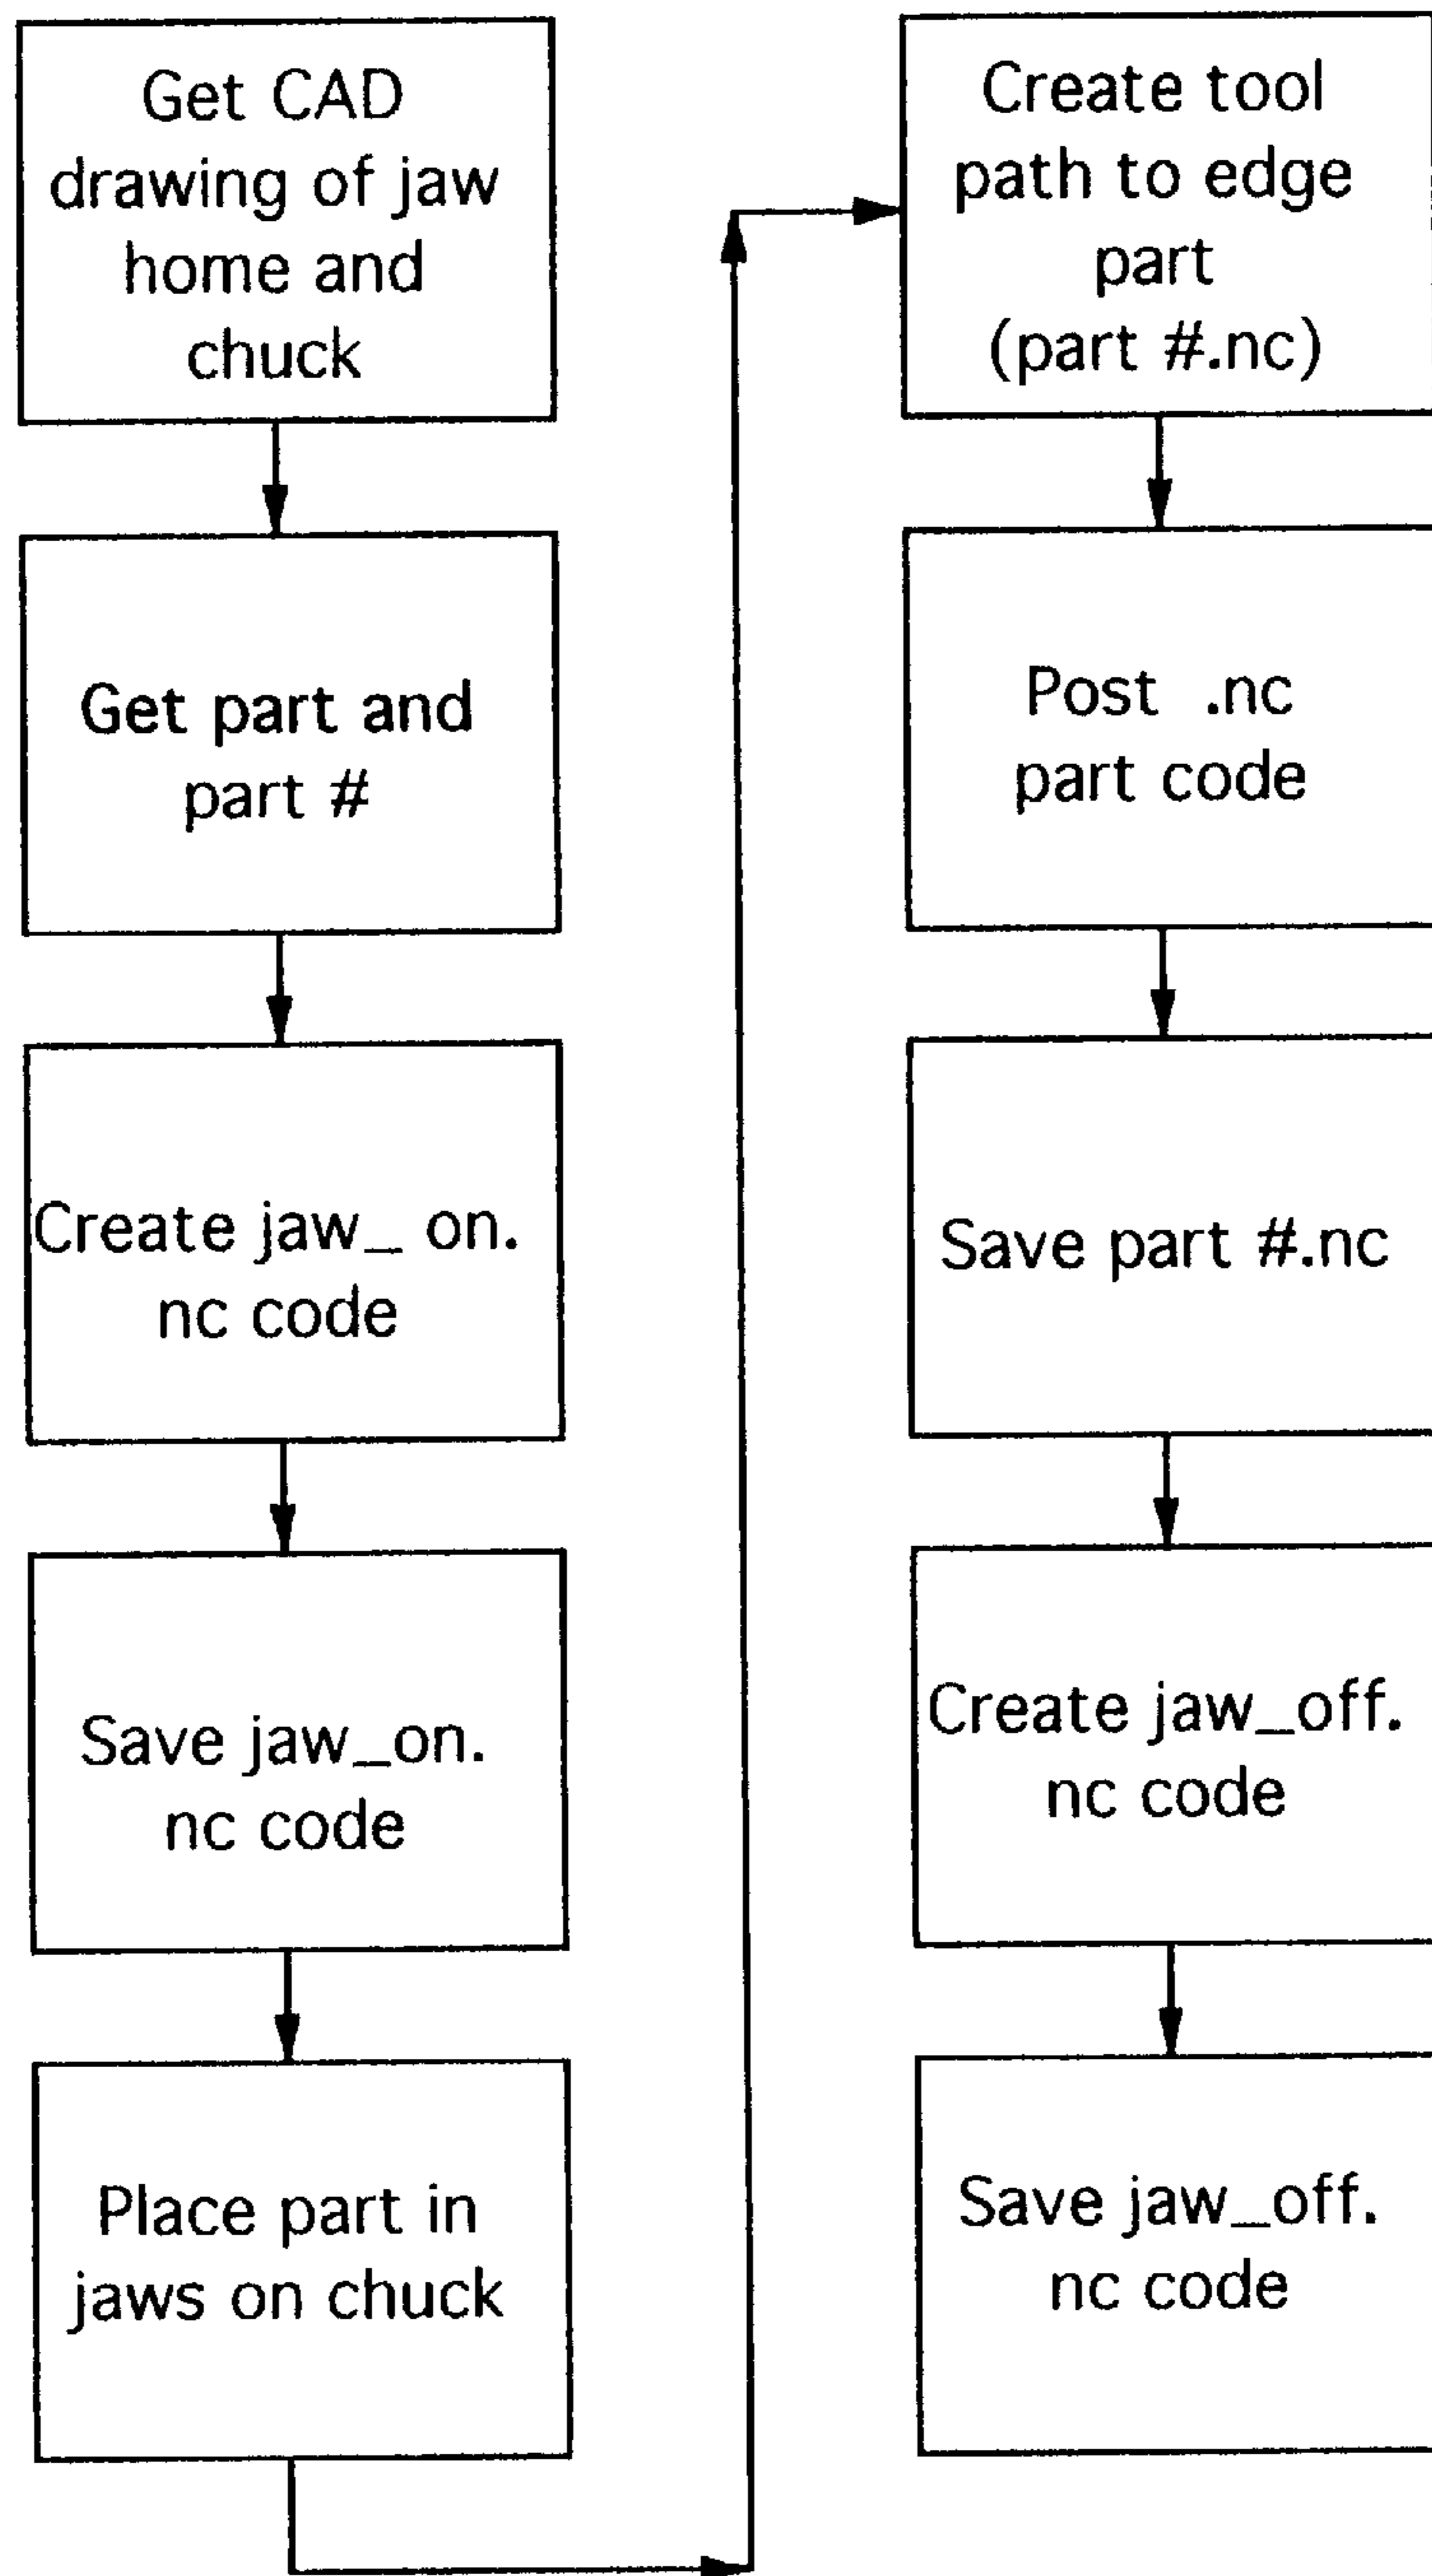 Get CAD
drawing of jaw
home and
chuck
Get part and
part #
Create jaw_ on.
nc code
Save jaw_on.
nc code
Place part in
jaws on chuck
Create tool
path to edge
part
(part #.nc)
Post .nc
part code
Save part #.nc
Create jaw_off.
nc code
Save jaw_off.
nc code